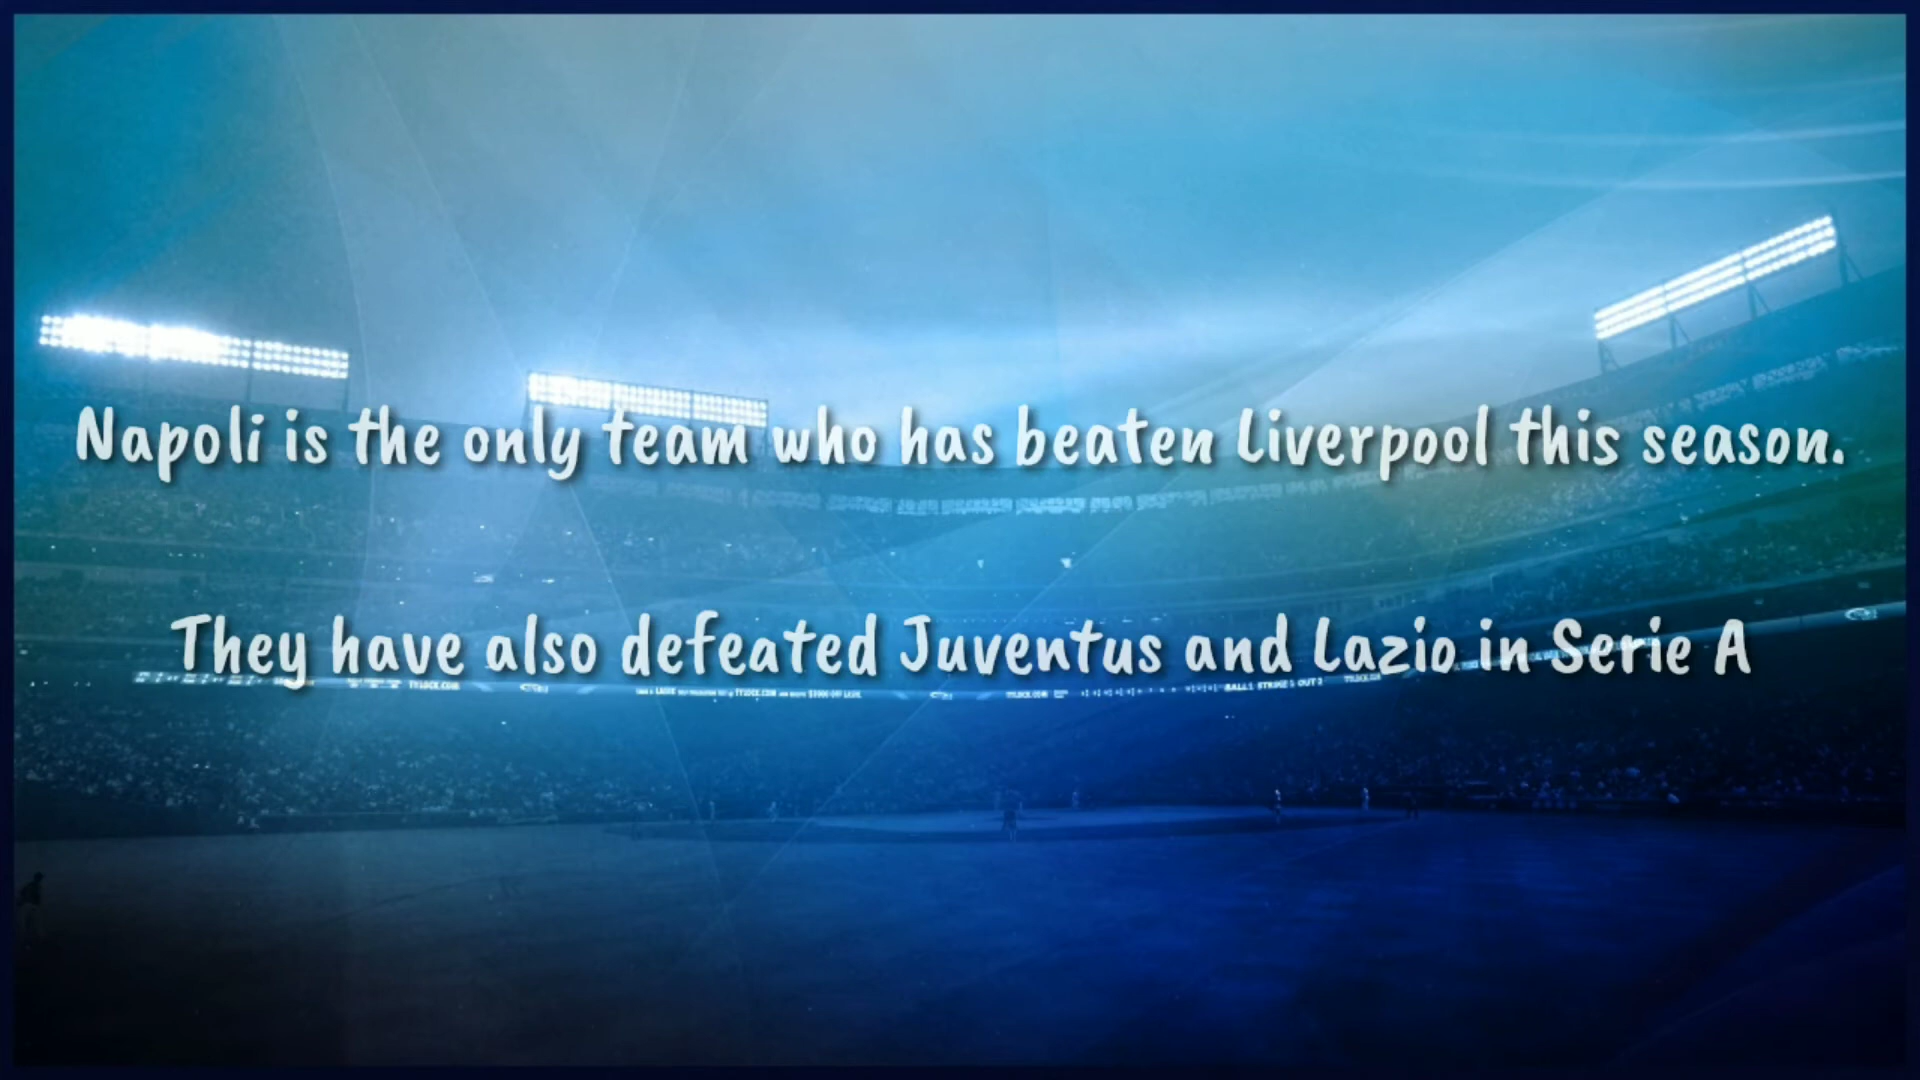 Napoli is the only team who has beaten Liverpool this season.
They have also defeated Juventus and Lazio in Serie A